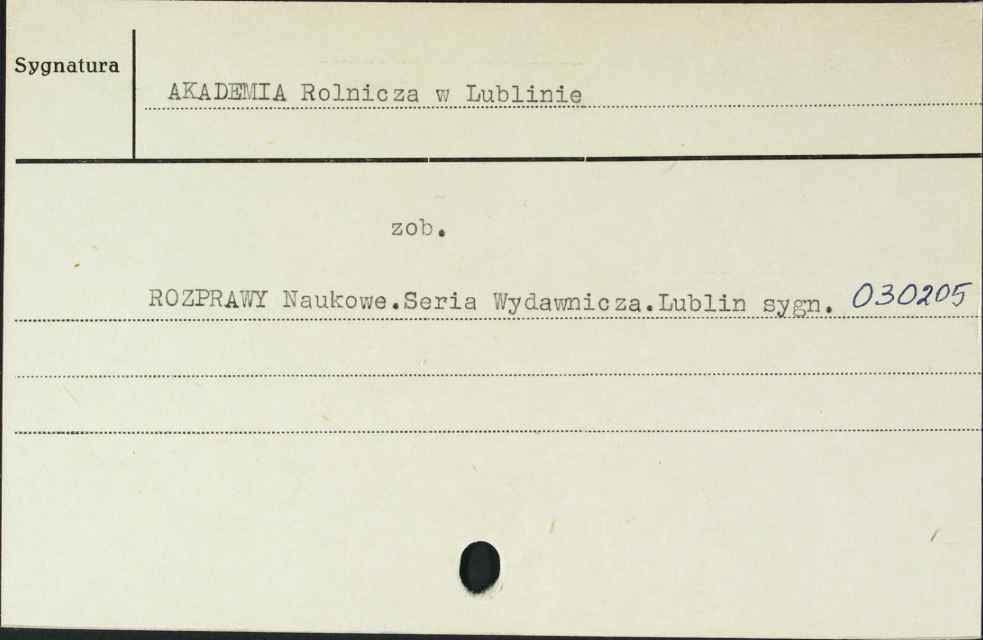 Sygnatura
AKADEMIA Rolnicza w Lublinie
zob.
ROZPRAWY Naukowe.Seria Wydawnicza.Lublin sygn. 030205